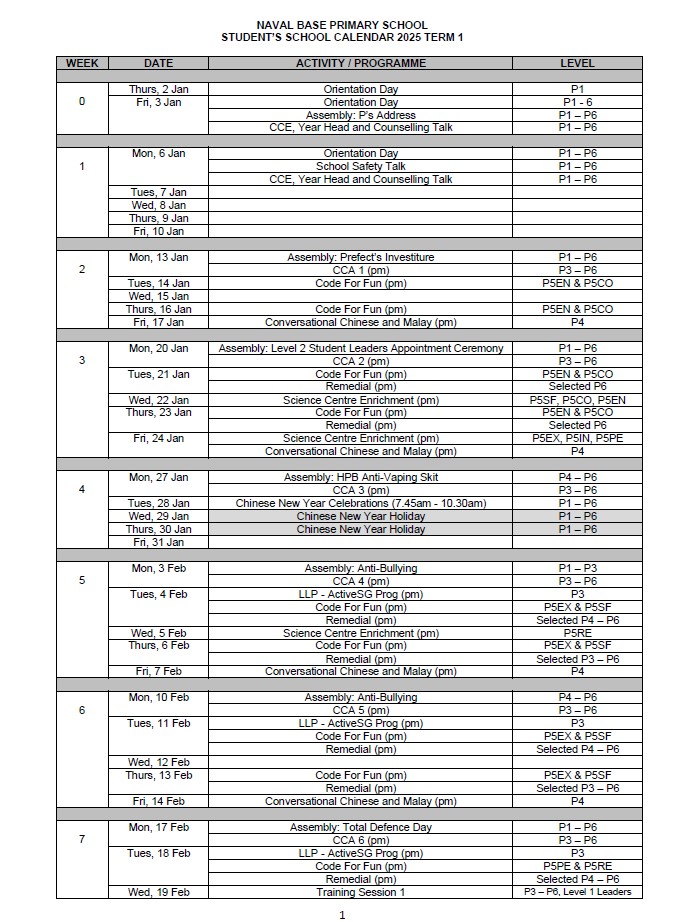 NAVAL BASE PRIMARY SCHOOL
STUDENT'S SCHOOL CALENDAR 2025 TERM 1
WEEK DATE ACTIVITY / PROGRAMME LEVEL
0 Thurs, 2 Jan Orientation Day P1
Fri, 3 Jan Orientation Day P1 - 6
Assembly: P's Address P1 – P6
CCE, Year Head and Counselling Talk P1 – P6
1 Mon, 6 Jan Orientation Day P1 – P6
School Safety Talk P1 – P6
CCE, Year Head and Counselling Talk P1 – P6
Tues, 7 Jan
Wed, 8 Jan
Thurs, 9 Jan
Fri, 10 Jan
2 Mon, 13 Jan Assembly: Prefect's Investiture P1 – P6
CCA 1 (pm) P3 – P6
Tues, 14 Jan Code For Fun (pm) P5EN & P5CO
Wed, 15 Jan
Thurs, 16 Jan Code For Fun (pm) P5EN & P5CO
Fri, 17 Jan Conversational Chinese and Malay (pm) P4
3 Mon, 20 Jan Assembly: Level 2 Student Leaders Appointment Ceremony P1 – P6
CCA 2 (pm) P3 – P6
Tues, 21 Jan Code For Fun (pm) P5EN & P5CO
Remedial (pm) Selected P6
Wed, 22 Jan Science Centre Enrichment (pm) P5SF, P5CO, P5EN
Thurs, 23 Jan Code For Fun (pm) P5EN & P5CO
Remedial (pm) Selected P6
Fri, 24 Jan Science Centre Enrichment (pm) P5EX, P5IN, P5PE
Conversational Chinese and Malay (pm) P4
4 Mon, 27 Jan Assembly: HPB Anti-Vaping Skit P4 – P6
CCA 3 (pm) P3 – P6
Tues, 28 Jan Chinese New Year Celebrations (7.45am - 10.30am) P1 – P6
Wed, 29 Jan Chinese New Year Holiday P1 – P6
Thurs, 30 Jan Chinese New Year Holiday P1 – P6
Fri, 31 Jan
5 Mon, 3 Feb Assembly: Anti-Bullying P1 – P3
CCA 4 (pm) P3 – P6
Tues, 4 Feb LLP - ActiveSG Prog (pm) P3
Code For Fun (pm) P5EX & P5SF
Remedial (pm) Selected P4 – P6
Wed, 5 Feb Science Centre Enrichment (pm) P5RE
Thurs, 6 Feb Code For Fun (pm) P5EX & P5SF
Remedial (pm) Selected P3 – P6
Fri, 7 Feb Conversational Chinese and Malay (pm) P4
6 Mon, 10 Feb Assembly: Anti-Bullying P4 – P6
CCA 5 (pm) P3 – P6
Tues, 11 Feb LLP - ActiveSG Prog (pm) P3
Code For Fun (pm) P5EX & P5SF
Remedial (pm) Selected P4 – P6
Wed, 12 Feb
Thurs, 13 Feb Code For Fun (pm) P5EX & P5SF
Remedial (pm) Selected P3 – P6
Fri, 14 Feb Conversational Chinese and Malay (pm) P4
7 Mon, 17 Feb Assembly: Total Defence Day P1 – P6
CCA 6 (pm) P3 – P6
Tues, 18 Feb LLP - ActiveSG Prog (pm) P3
Code For Fun (pm) P5PE & P5RE
Remedial (pm) Selected P4 – P6
Wed, 19 Feb Training Session 1 P3 – P6, Level 1 Leaders
1